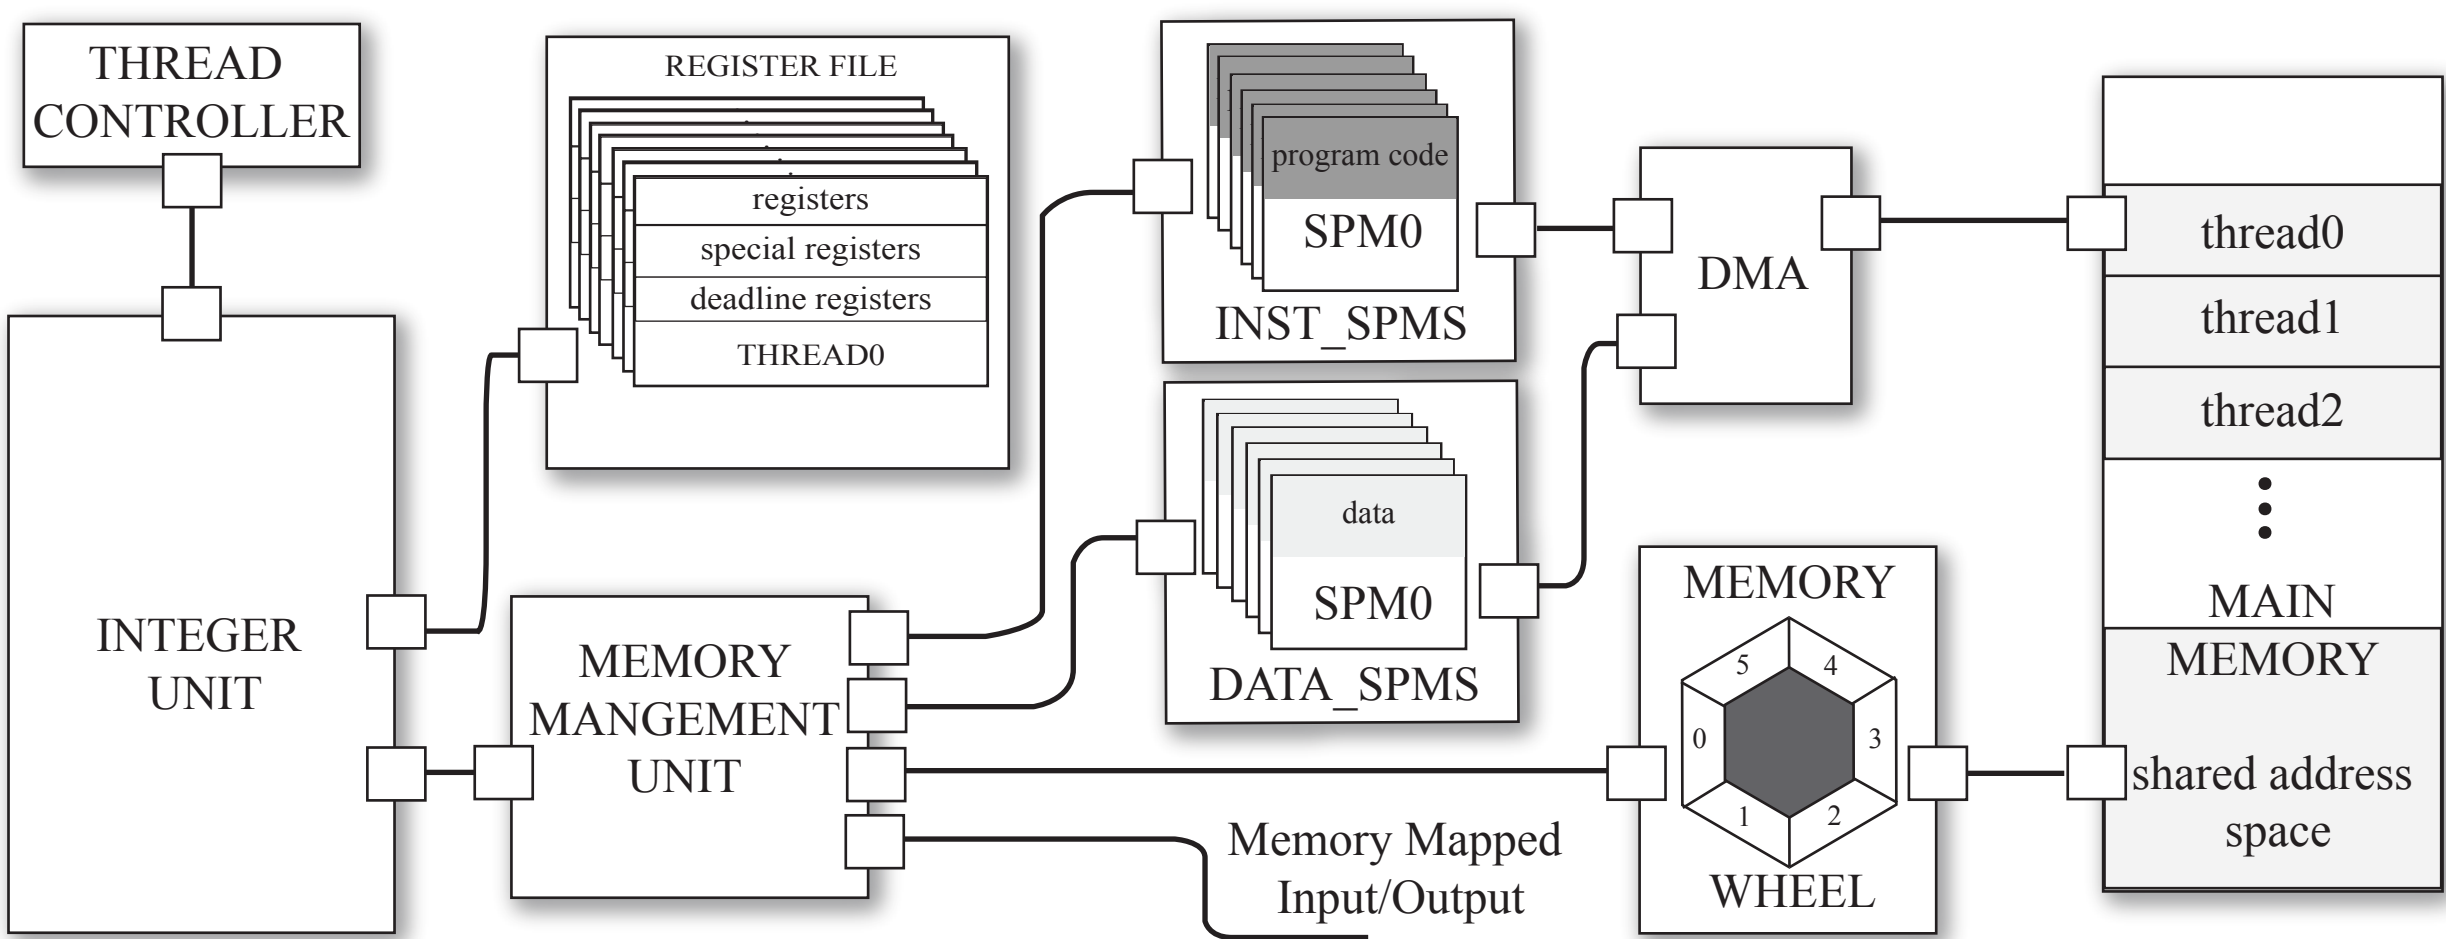 THREAD
CONTROLLER
INTEGER
UNIT
REGISTER FILE
registers
special registers
deadline registers
THREAD0
MEMORY
MANGEMENT
UNIT
program code
SPM0
INST_SPMS
data
SPM0
DATA_SPMS
DMA
MEMORY
5
4
0
3
1
2
WHEEL
Memory Mapped
Input/Output
thread0
thread1
thread2
MAIN
MEMORY
shared address
space